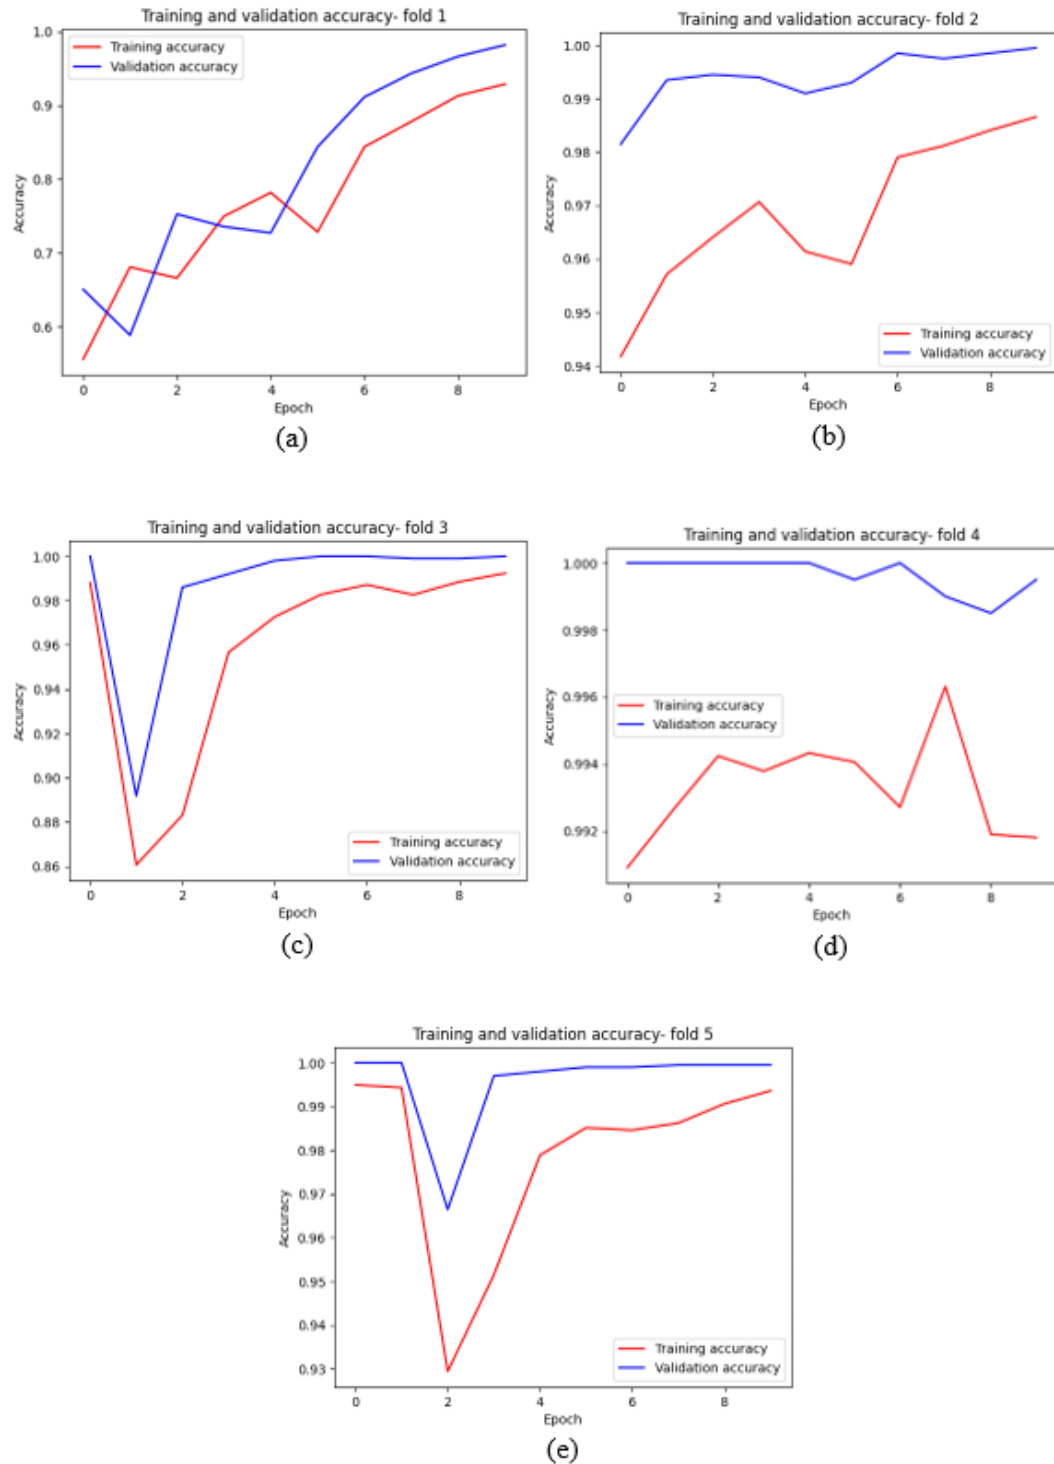 Training and validation accuracy- fold 1
Training accuracy
Validation accuracy
1.0
0.9
0.8
0.7
0.6
Accuracy
0 2 4 6 8
Epoch
(a)
Training and validation accuracy- fold 2
1.00
0.99
0.98
0.97
0.96
0.95
0.94
Accuracy
Training accuracy
Validation accuracy
0 2 4 6 8
Epoch
(b)
Training and validation accuracy- fold 3
1.00
0.98
0.96
0.94
0.92
0.90
0.88
0.86
Accuracy
Training accuracy
Validation accuracy
0 2 4 6 8
Epoch
(c)
Training and validation accuracy- fold 4
1.000
0.998
0.996
0.994
0.992
Accuracy
Training accuracy
Validation accuracy
0 2 4 6 8
Epoch
(d)
Training and validation accuracy- fold 5
1.00
0.99
0.98
0.97
0.96
0.95
0.94
0.93
Accuracy
Training accuracy
Validation accuracy
0 2 4 6 8
Epoch
(e)